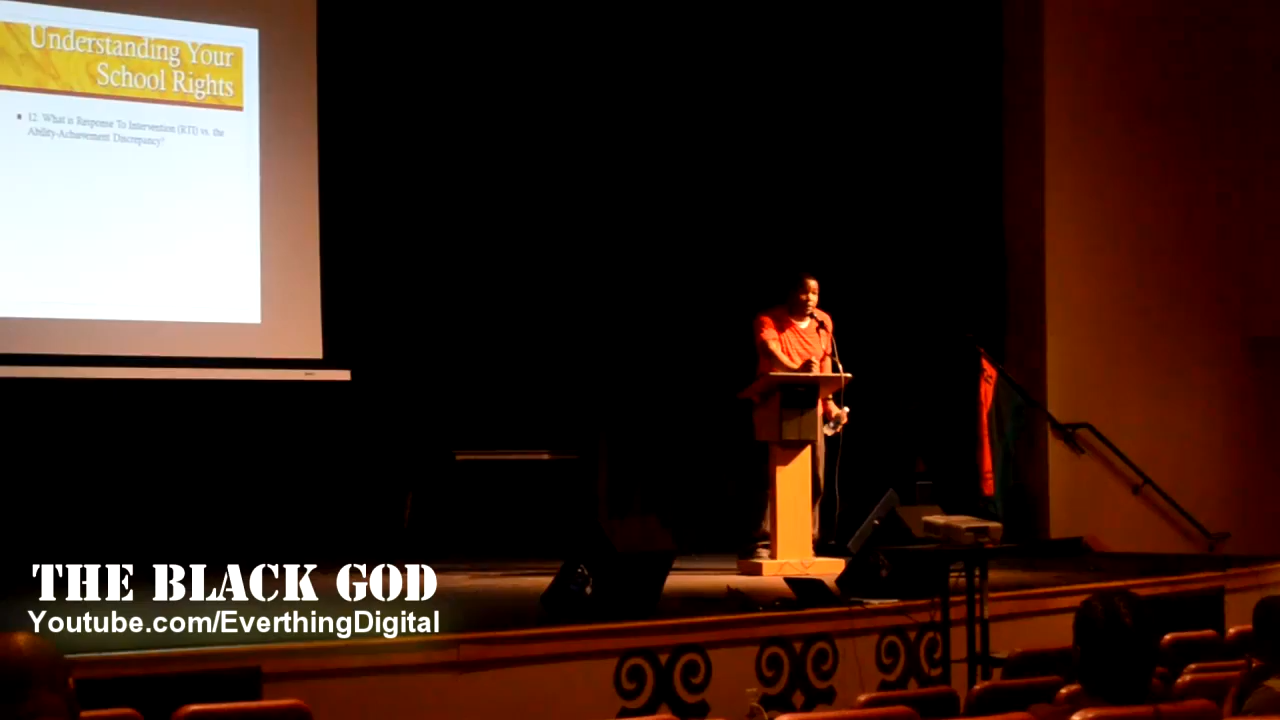 Understanding Your
School Rights
12. What is Response To Intervention (RTI) vs. the
Ability-Achievement Discrepancy?
THE BLACK GOD
Youtube.com/EverthingDigital